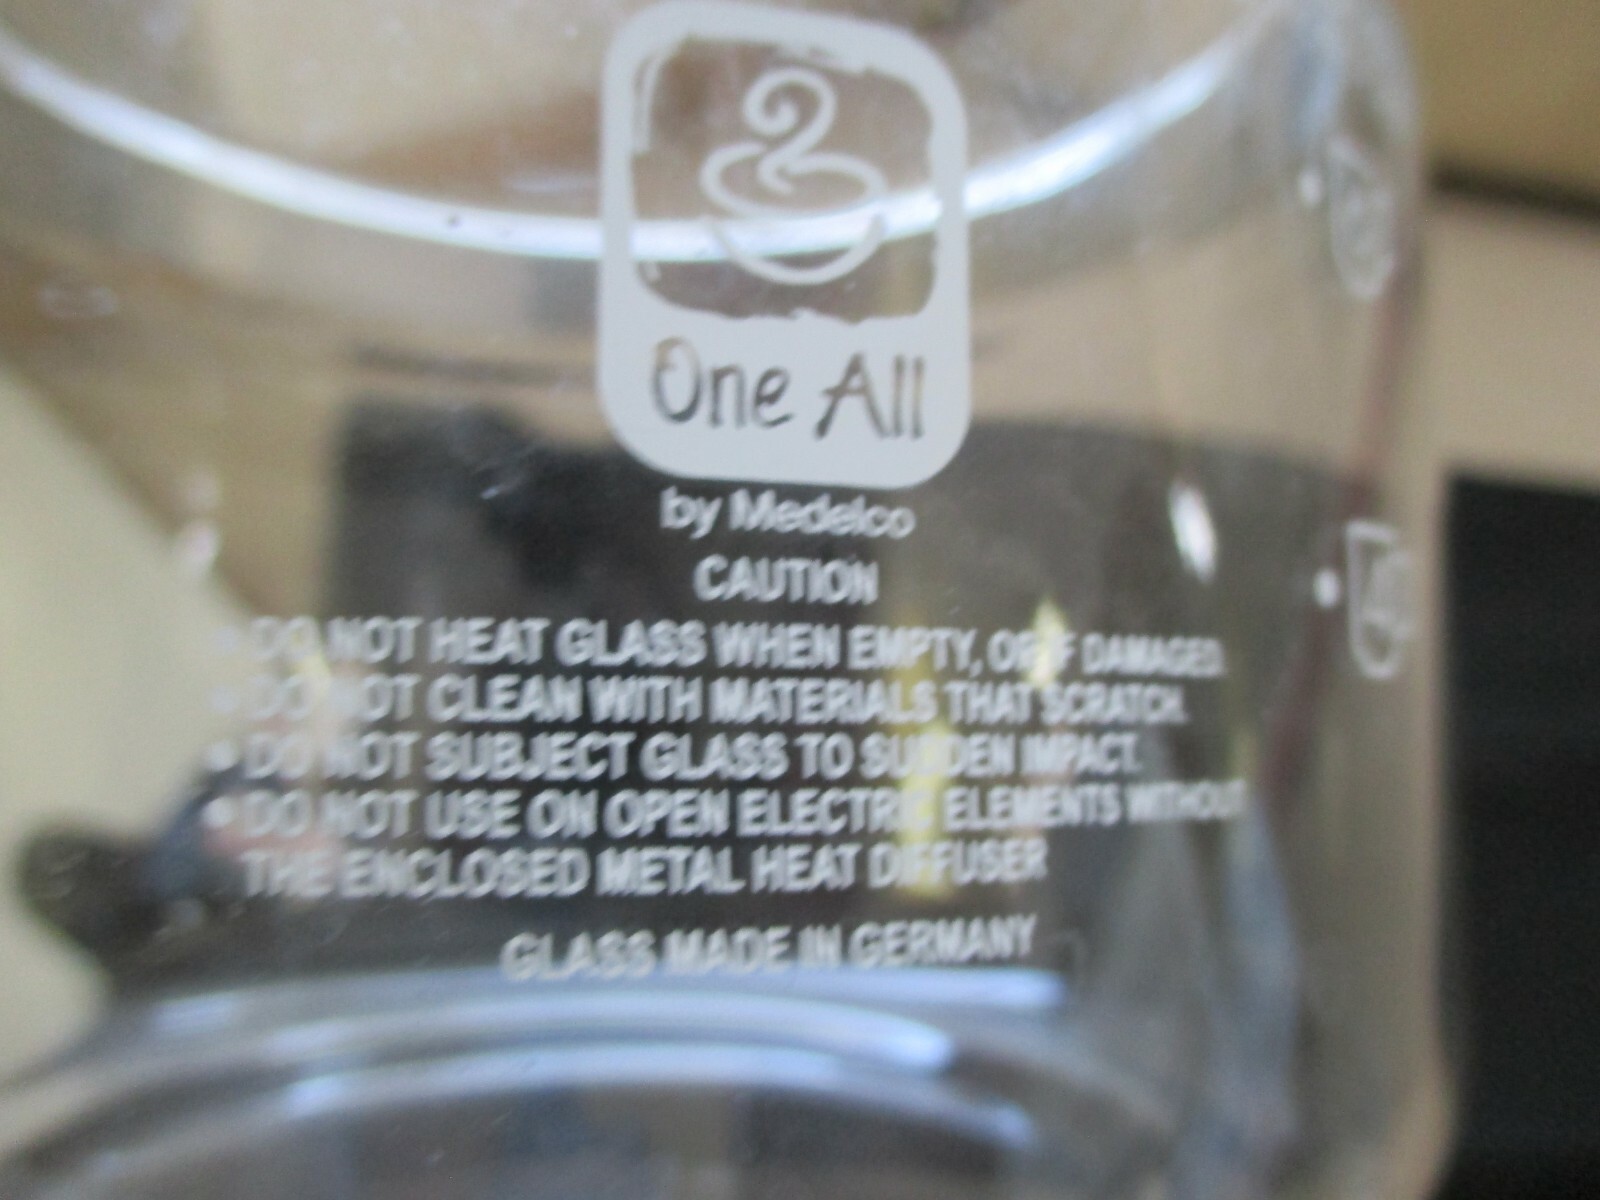 One All
by Medelco
CAUTION
• DO NOT HEAT GLASS WHEN EMPTY, OR IF DAMAGED.
• DO NOT CLEAN WITH MATERIALS THAT SCRATCH.
• DO NOT SUBJECT GLASS TO SUDDEN IMPACT.
• DO NOT USE ON OPEN ELECTRIC ELEMENTS WITHOUT
THE ENCLOSED METAL HEAT DIFFUSER
GLASS MADE IN GERMANY
4